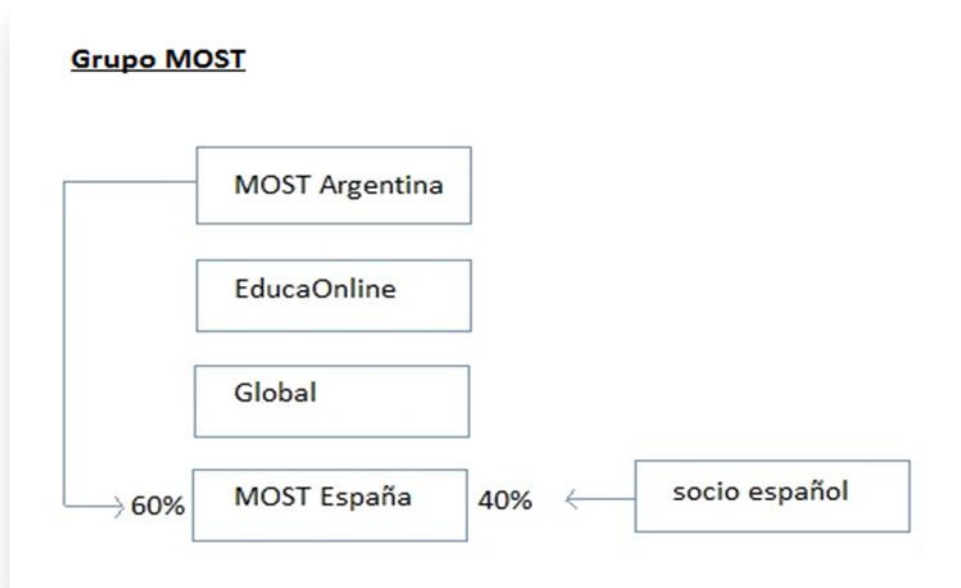 Grupo MOST
MOST Argentina
EducaOnline
Global
60%
MOST España
40%
socio español